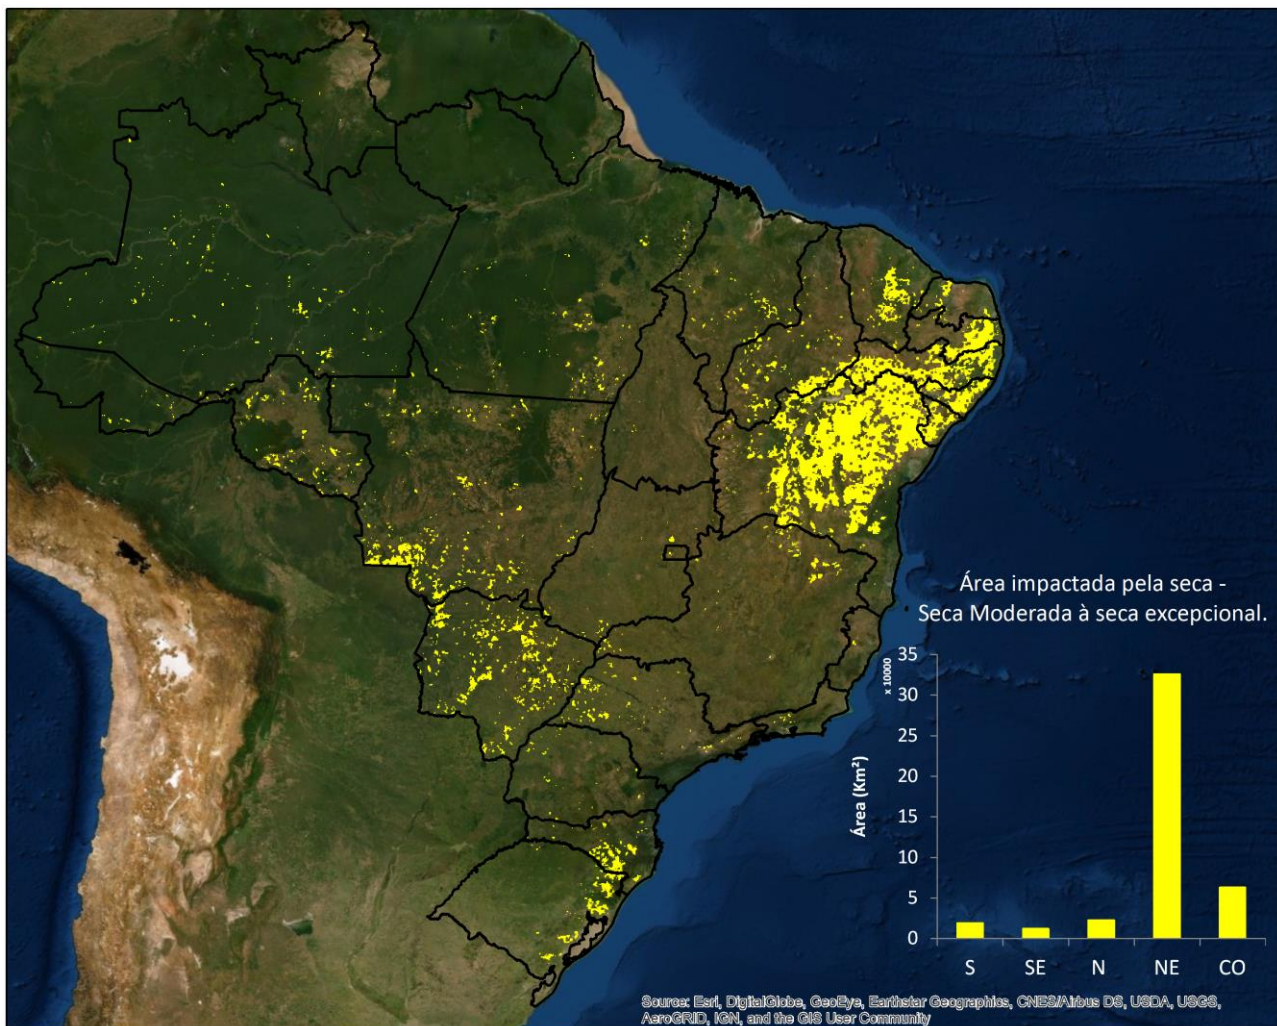 Área impactada pela seca -
Seca Moderada à seca excepcional.
x 10000
Área (Km²)
35
30
25
20
15
10
5
0
S SE N NE CO
Source: Esri, DigitalGlobe, GeoEye, Earthstar Geographics, CNES/Airbus DS, USDA, USGS,
AeroGRID, IGN, and the GIS User Community